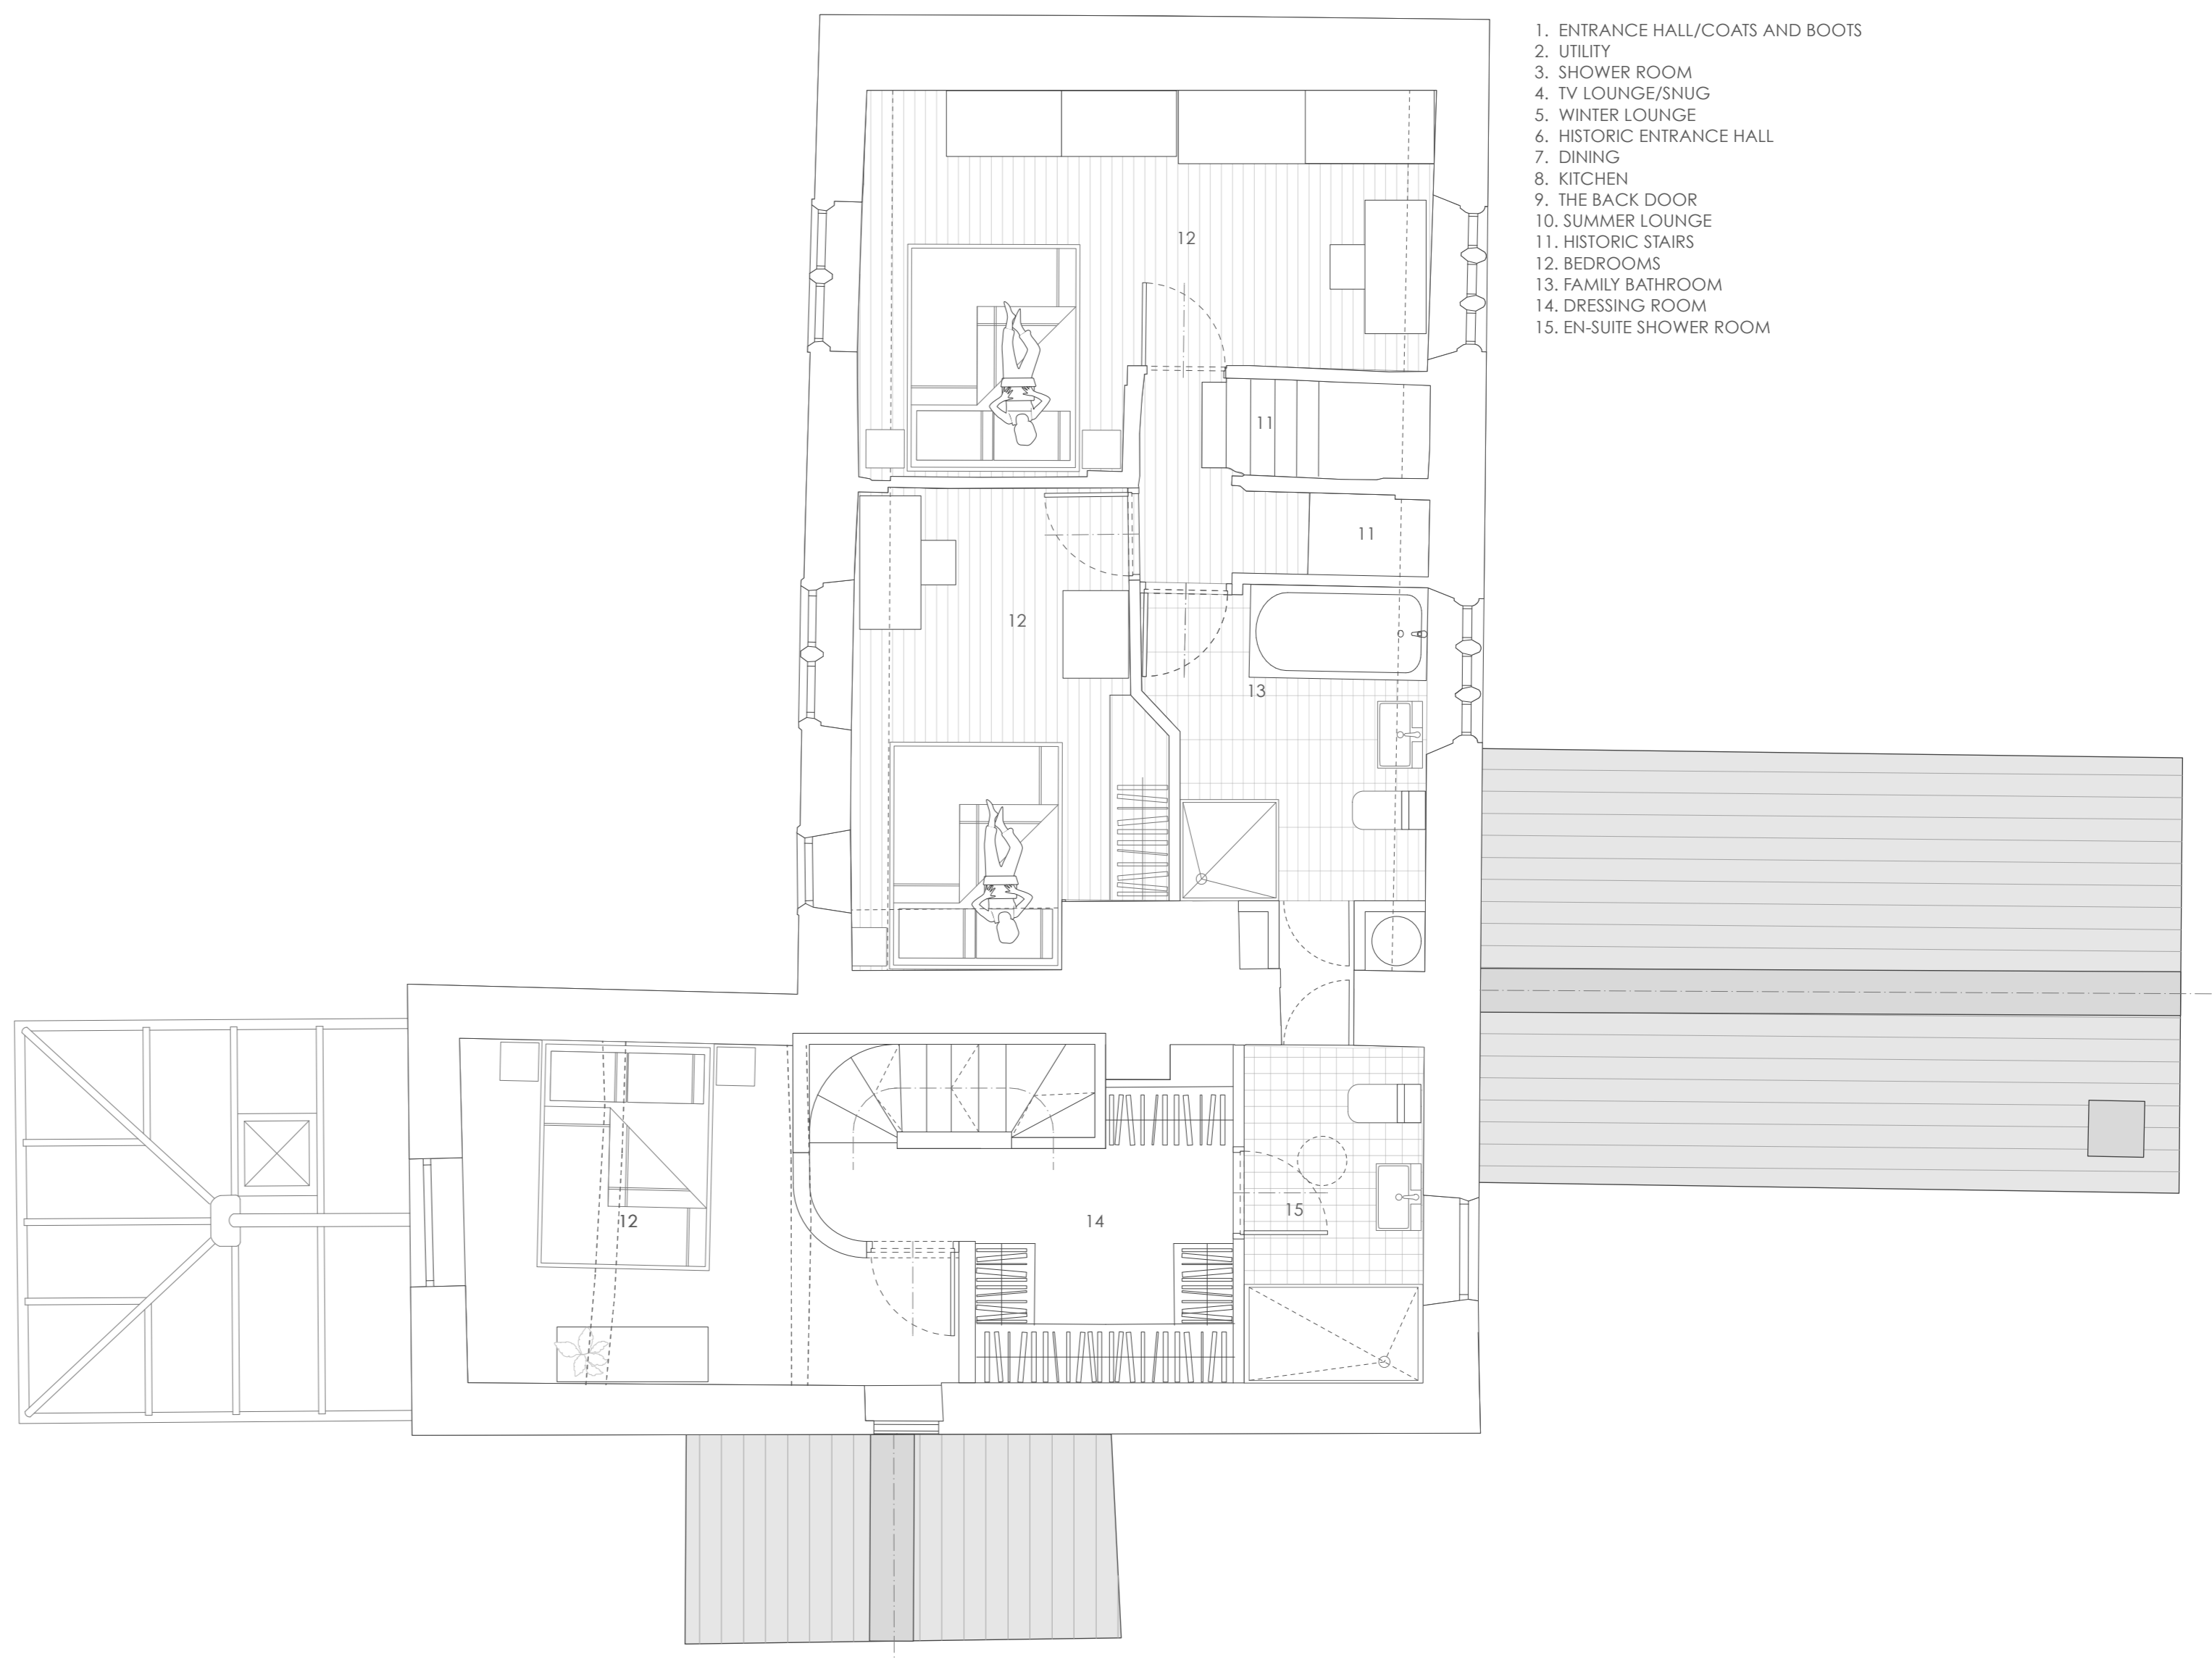 1. ENTRANCE HALL/COATS AND BOOTS
2. UTILITY
3. SHOWER ROOM
4. TV LOUNGE/SNUG
5. WINTER LOUNGE
6. HISTORIC ENTRANCE HALL
7. DINING
8. KITCHEN
9. THE BACK DOOR
10. SUMMER LOUNGE
11. HISTORIC STAIRS
12. BEDROOMS
13. FAMILY BATHROOM
14. DRESSING ROOM
15. EN-SUITE SHOWER ROOM
12
11
11
12
13
12
14
15